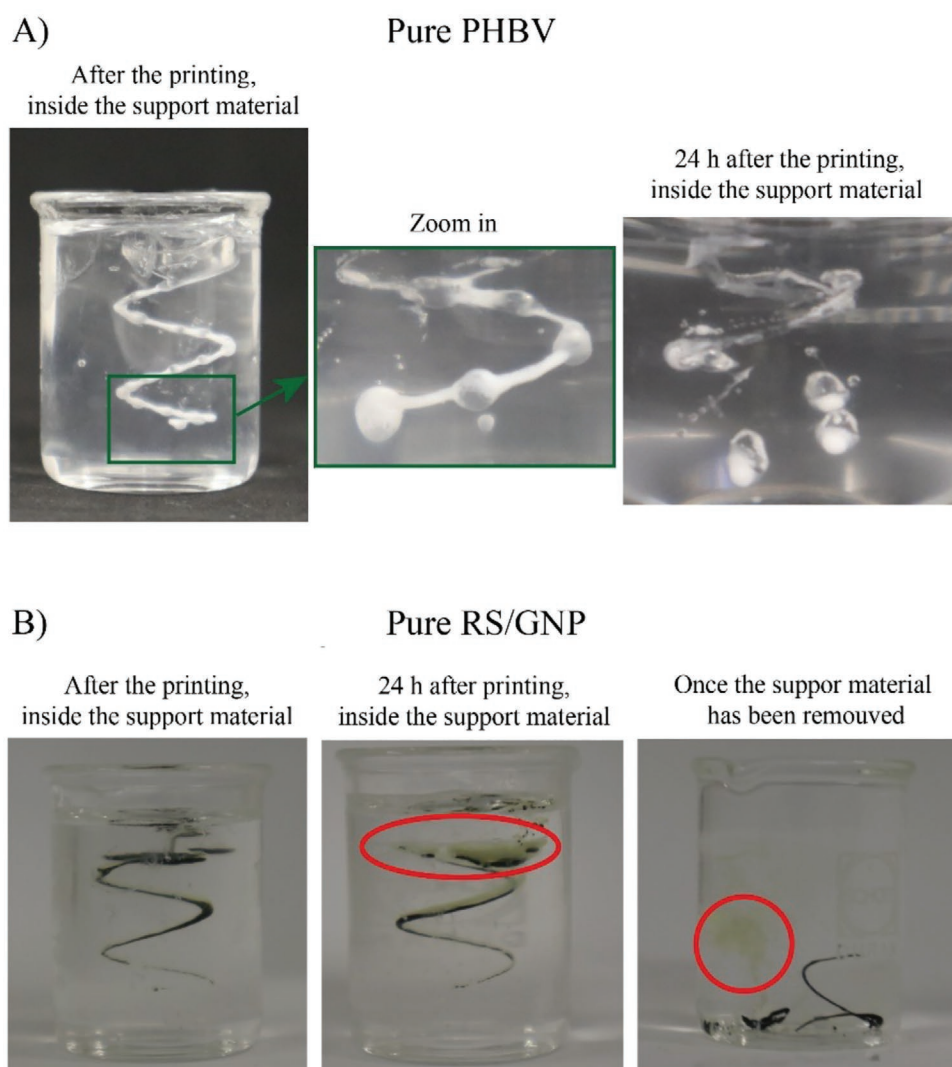 A)
Pure PHBV
After the printing,
inside the support material
Zoom in
24 h after the printing,
inside the support material
B)
Pure RS/GNP
After the printing,
inside the support material
24 h after printing,
inside the support material
Once the suppor material
has been remouved